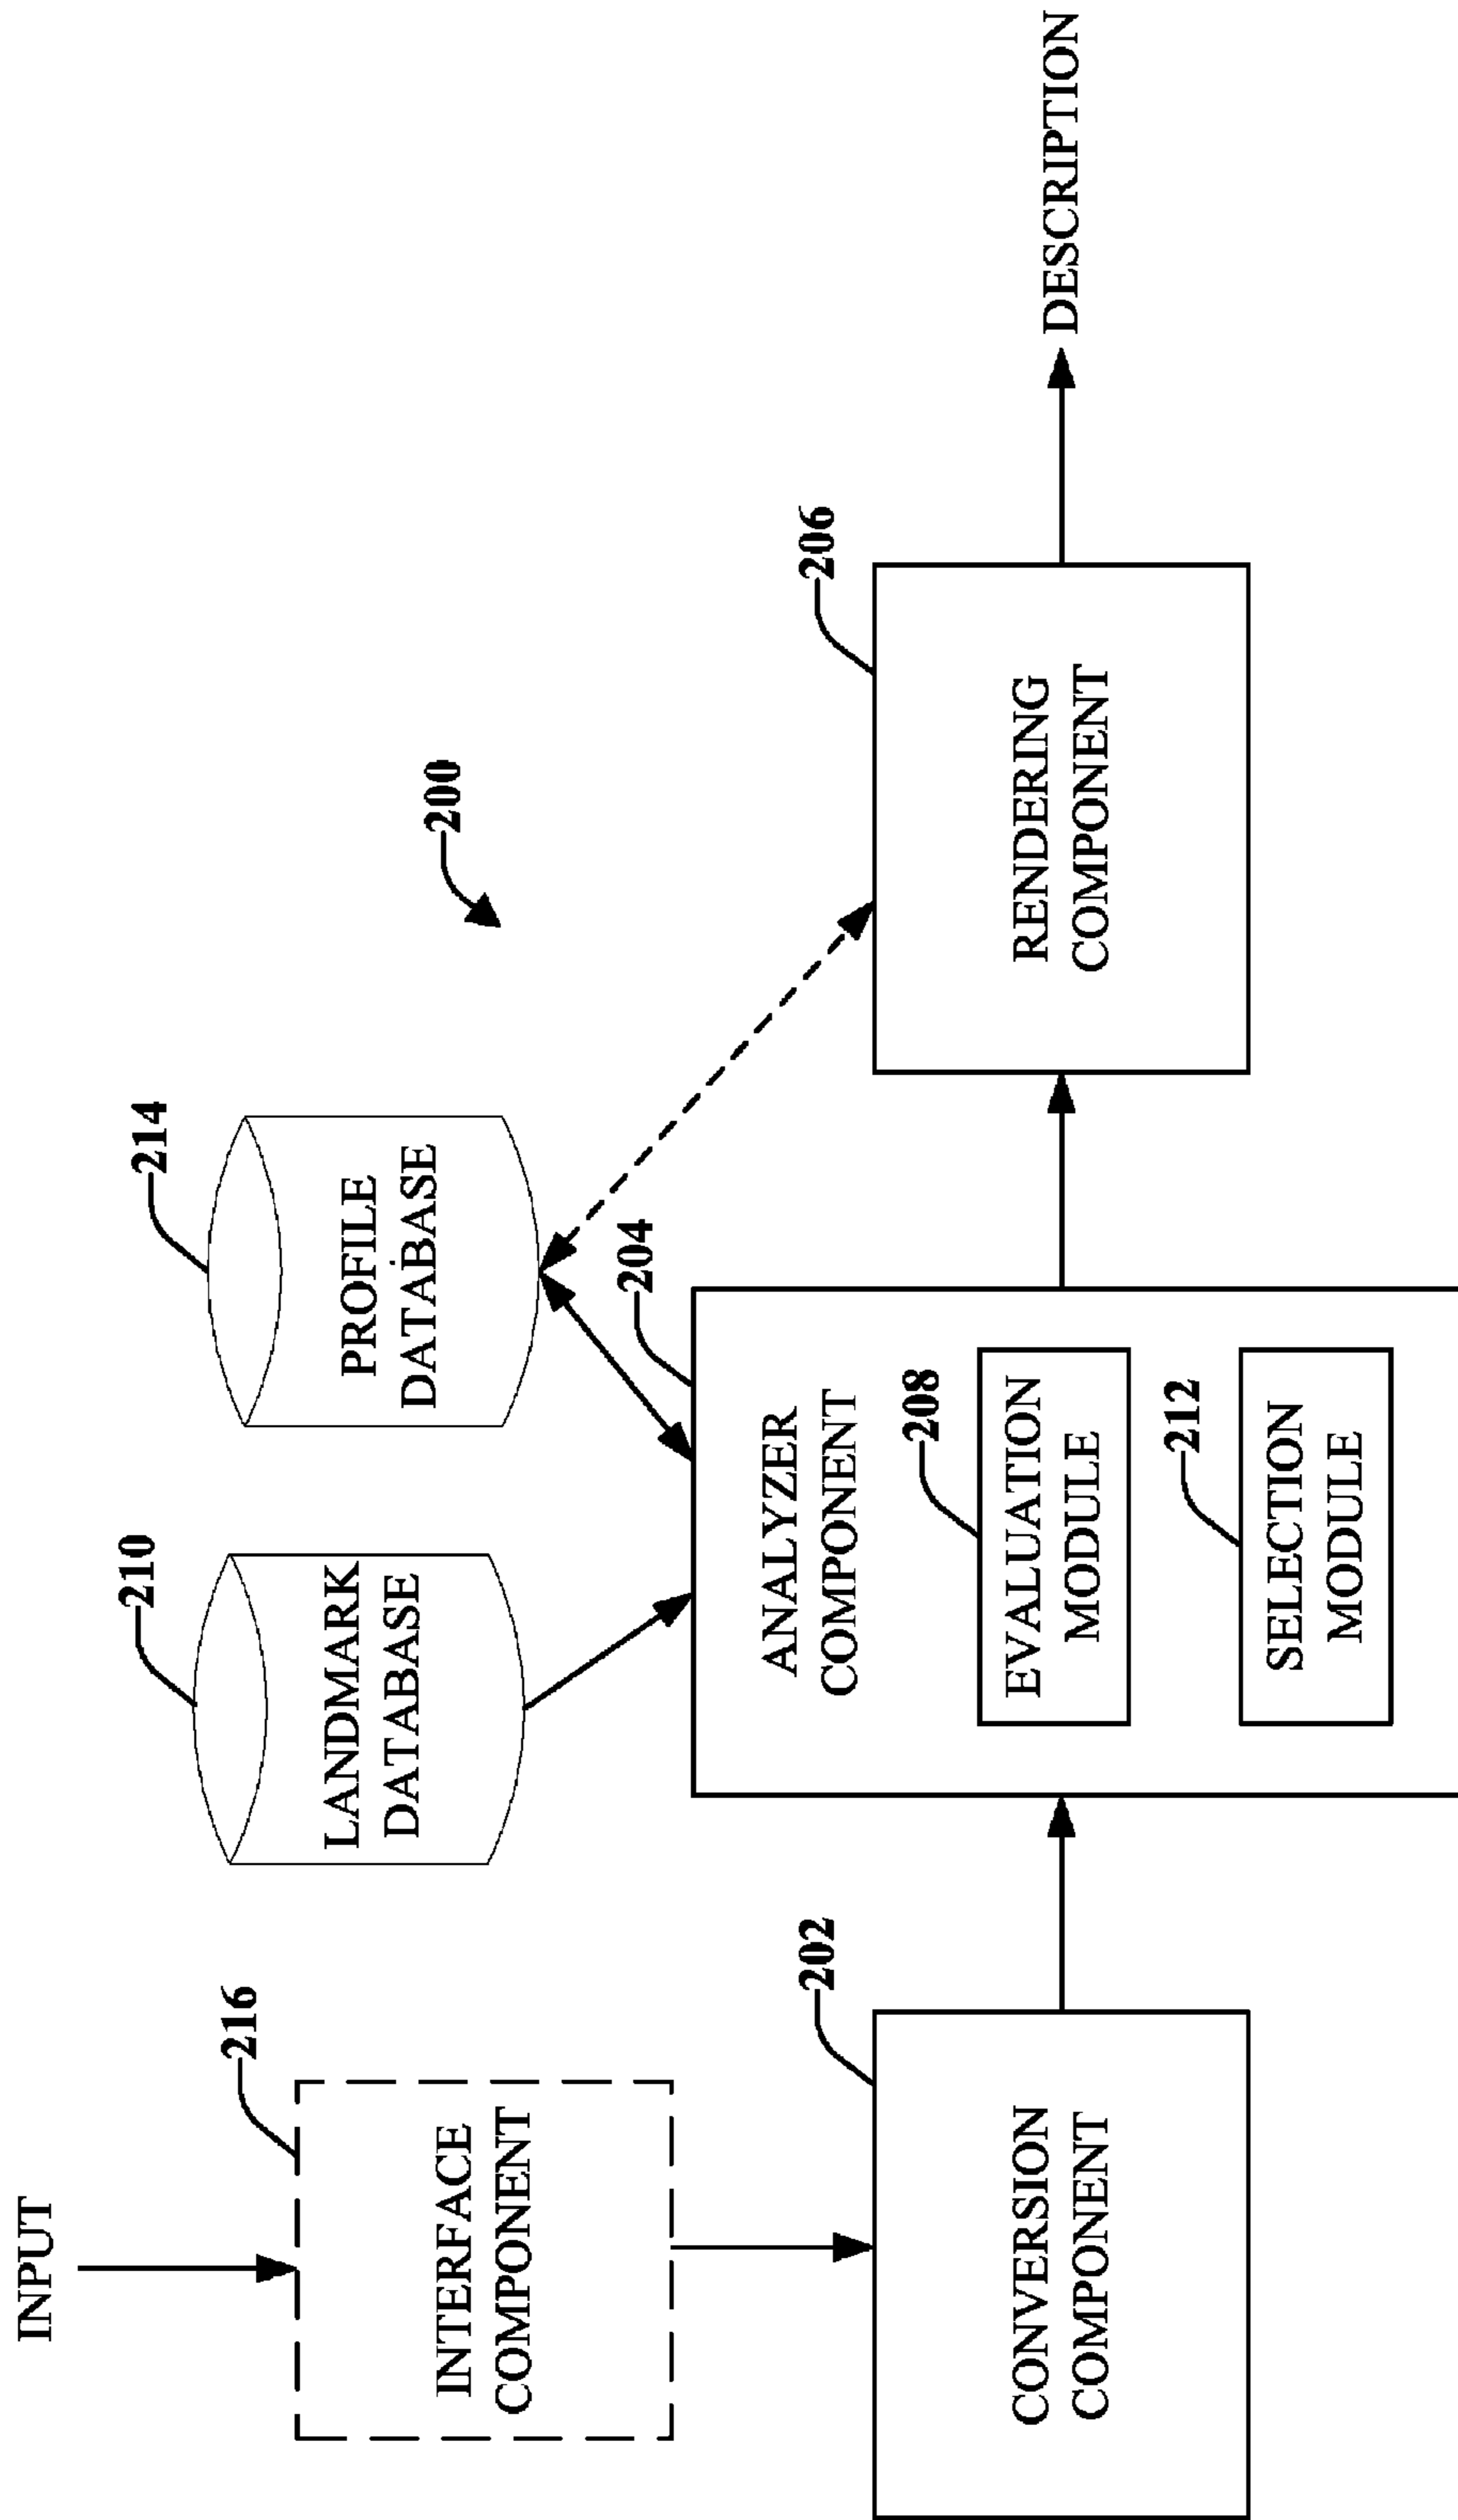 INPUT
216
INTERFACE
COMPONENT
210
LANDMARK
DATABASE
214
PROFILE
DATABASE
200
202
CONVERSION
COMPONENT
204
ANALYZER
COMPONENT
208
EVALUATION
MODULE
212
SELECTION
MODULE
206
RENDERING
COMPONENT
DESCRIPTION